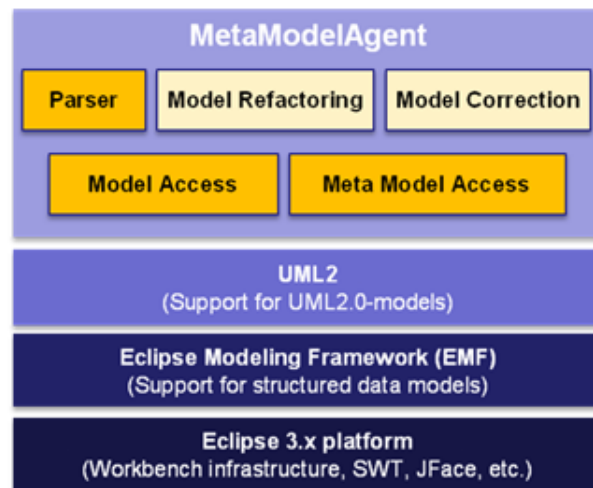 MetaModelAgent
Parser
Model Refactoring
Model Correction
Model Access
Meta Model Access
UML2
(Support for UML2.0-models)
Eclipse Modeling Framework (EMF)
(Support for structured data models)
Eclipse 3.x platform
(Workbench infrastructure, SWT, JFace, etc.)